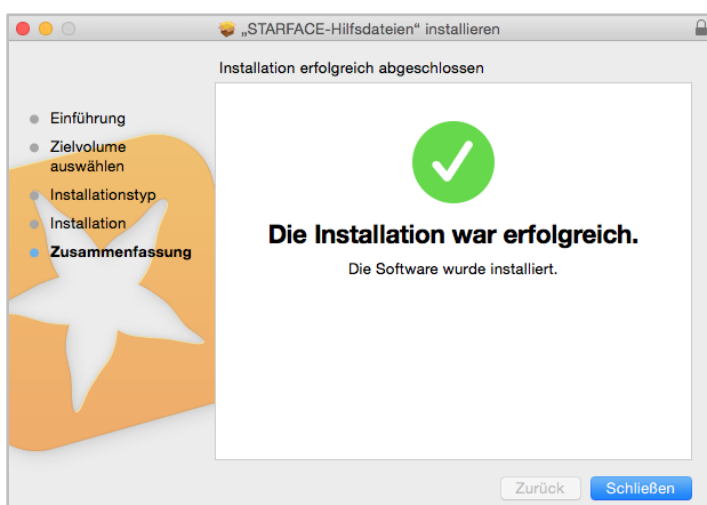 „STARFACE-Hilfsdateien“ installieren
Installation erfolgreich abgeschlossen
Einführung
Zielvolume
auswählen
Installationstyp
Installation
Zusammenfassung
Die Installation war erfolgreich.
Die Software wurde installiert.
Zurück
Schließen